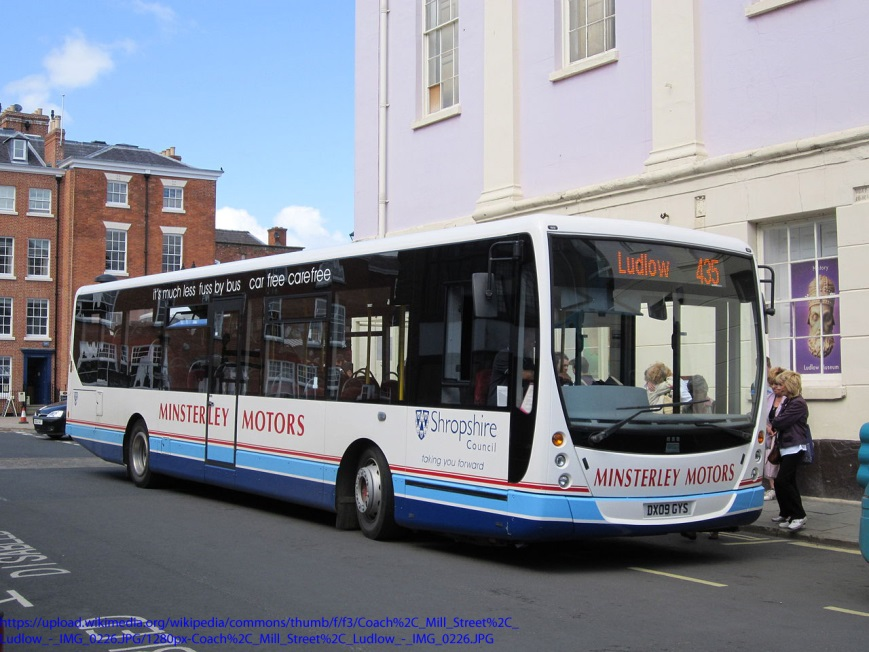 it's much less fuss by bus car free carefree
Ludlow 435
MINSTERLEY MOTORS
Shropshire
Council
taking you forward
MINSTERLEY MOTORS
DX09 GYS
Ludlow Museum
DISABLED
https://upload.wikimedia.org/wikipedia/commons/thumb/f/f3/Coach%2C_Mill_Street%2C_
Ludlow_-_IMG_0226.JPG/1280px-Coach%2C_Mill_Street%2C_Ludlow_-_IMG_0226.JPG